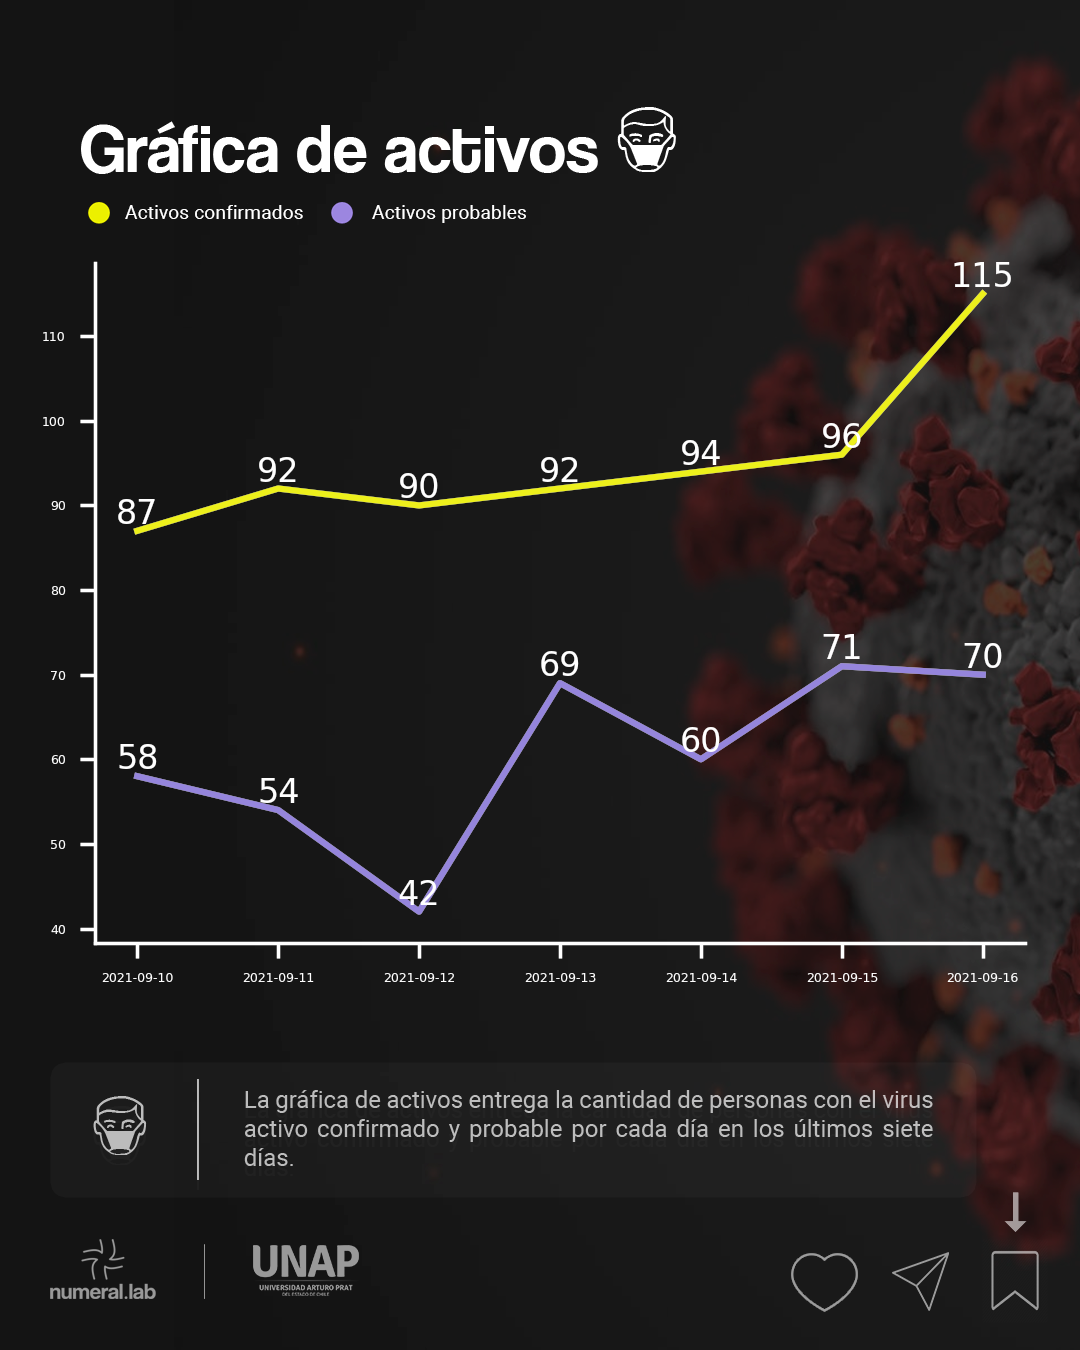 Gráfica de activos
Activos confirmados Activos probables
115
110
100
96
94
92
92
90
90
87
80
71
70
70
69
60
60
58
54
50
42
40
2021-09-10 2021-09-11 2021-09-12 2021-09-13 2021-09-14 2021-09-15 2021-09-16
La gráfica de activos entrega la cantidad de personas con el virus
activo confirmado y probable por cada día en los últimos siete
días.
numeral.lab
UNAP
UNIVERSIDAD ARTURO PRAT
DEL ESTADO DE CHILE